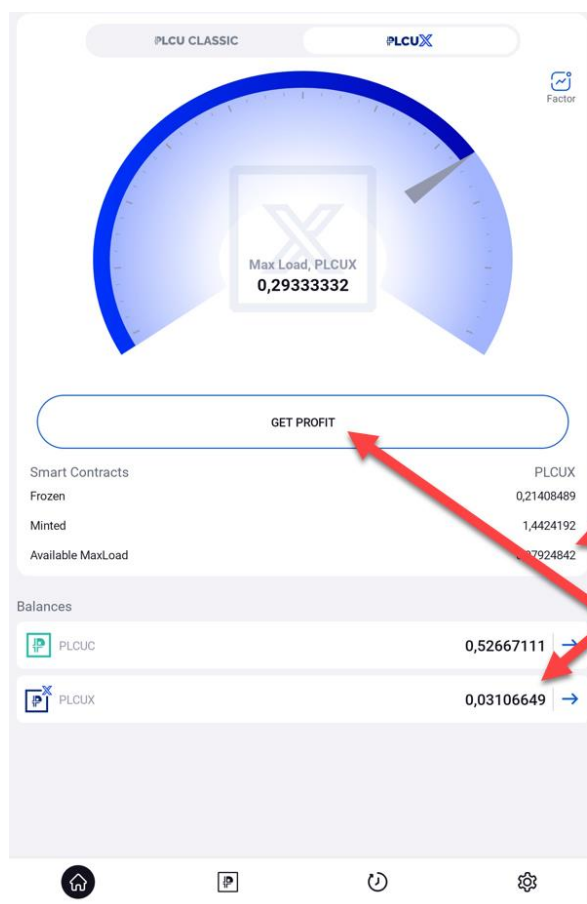 PLCU CLASSIC PLCUX
Factor
Max Load, PLCUX
0,29333332
GET PROFIT
Smart Contracts PLCUX
Frozen 0,21408489
Minted 1,4424192
Available MaxLoad
Balances
PLCUC 0,52667111
PLCUX 0,03106649